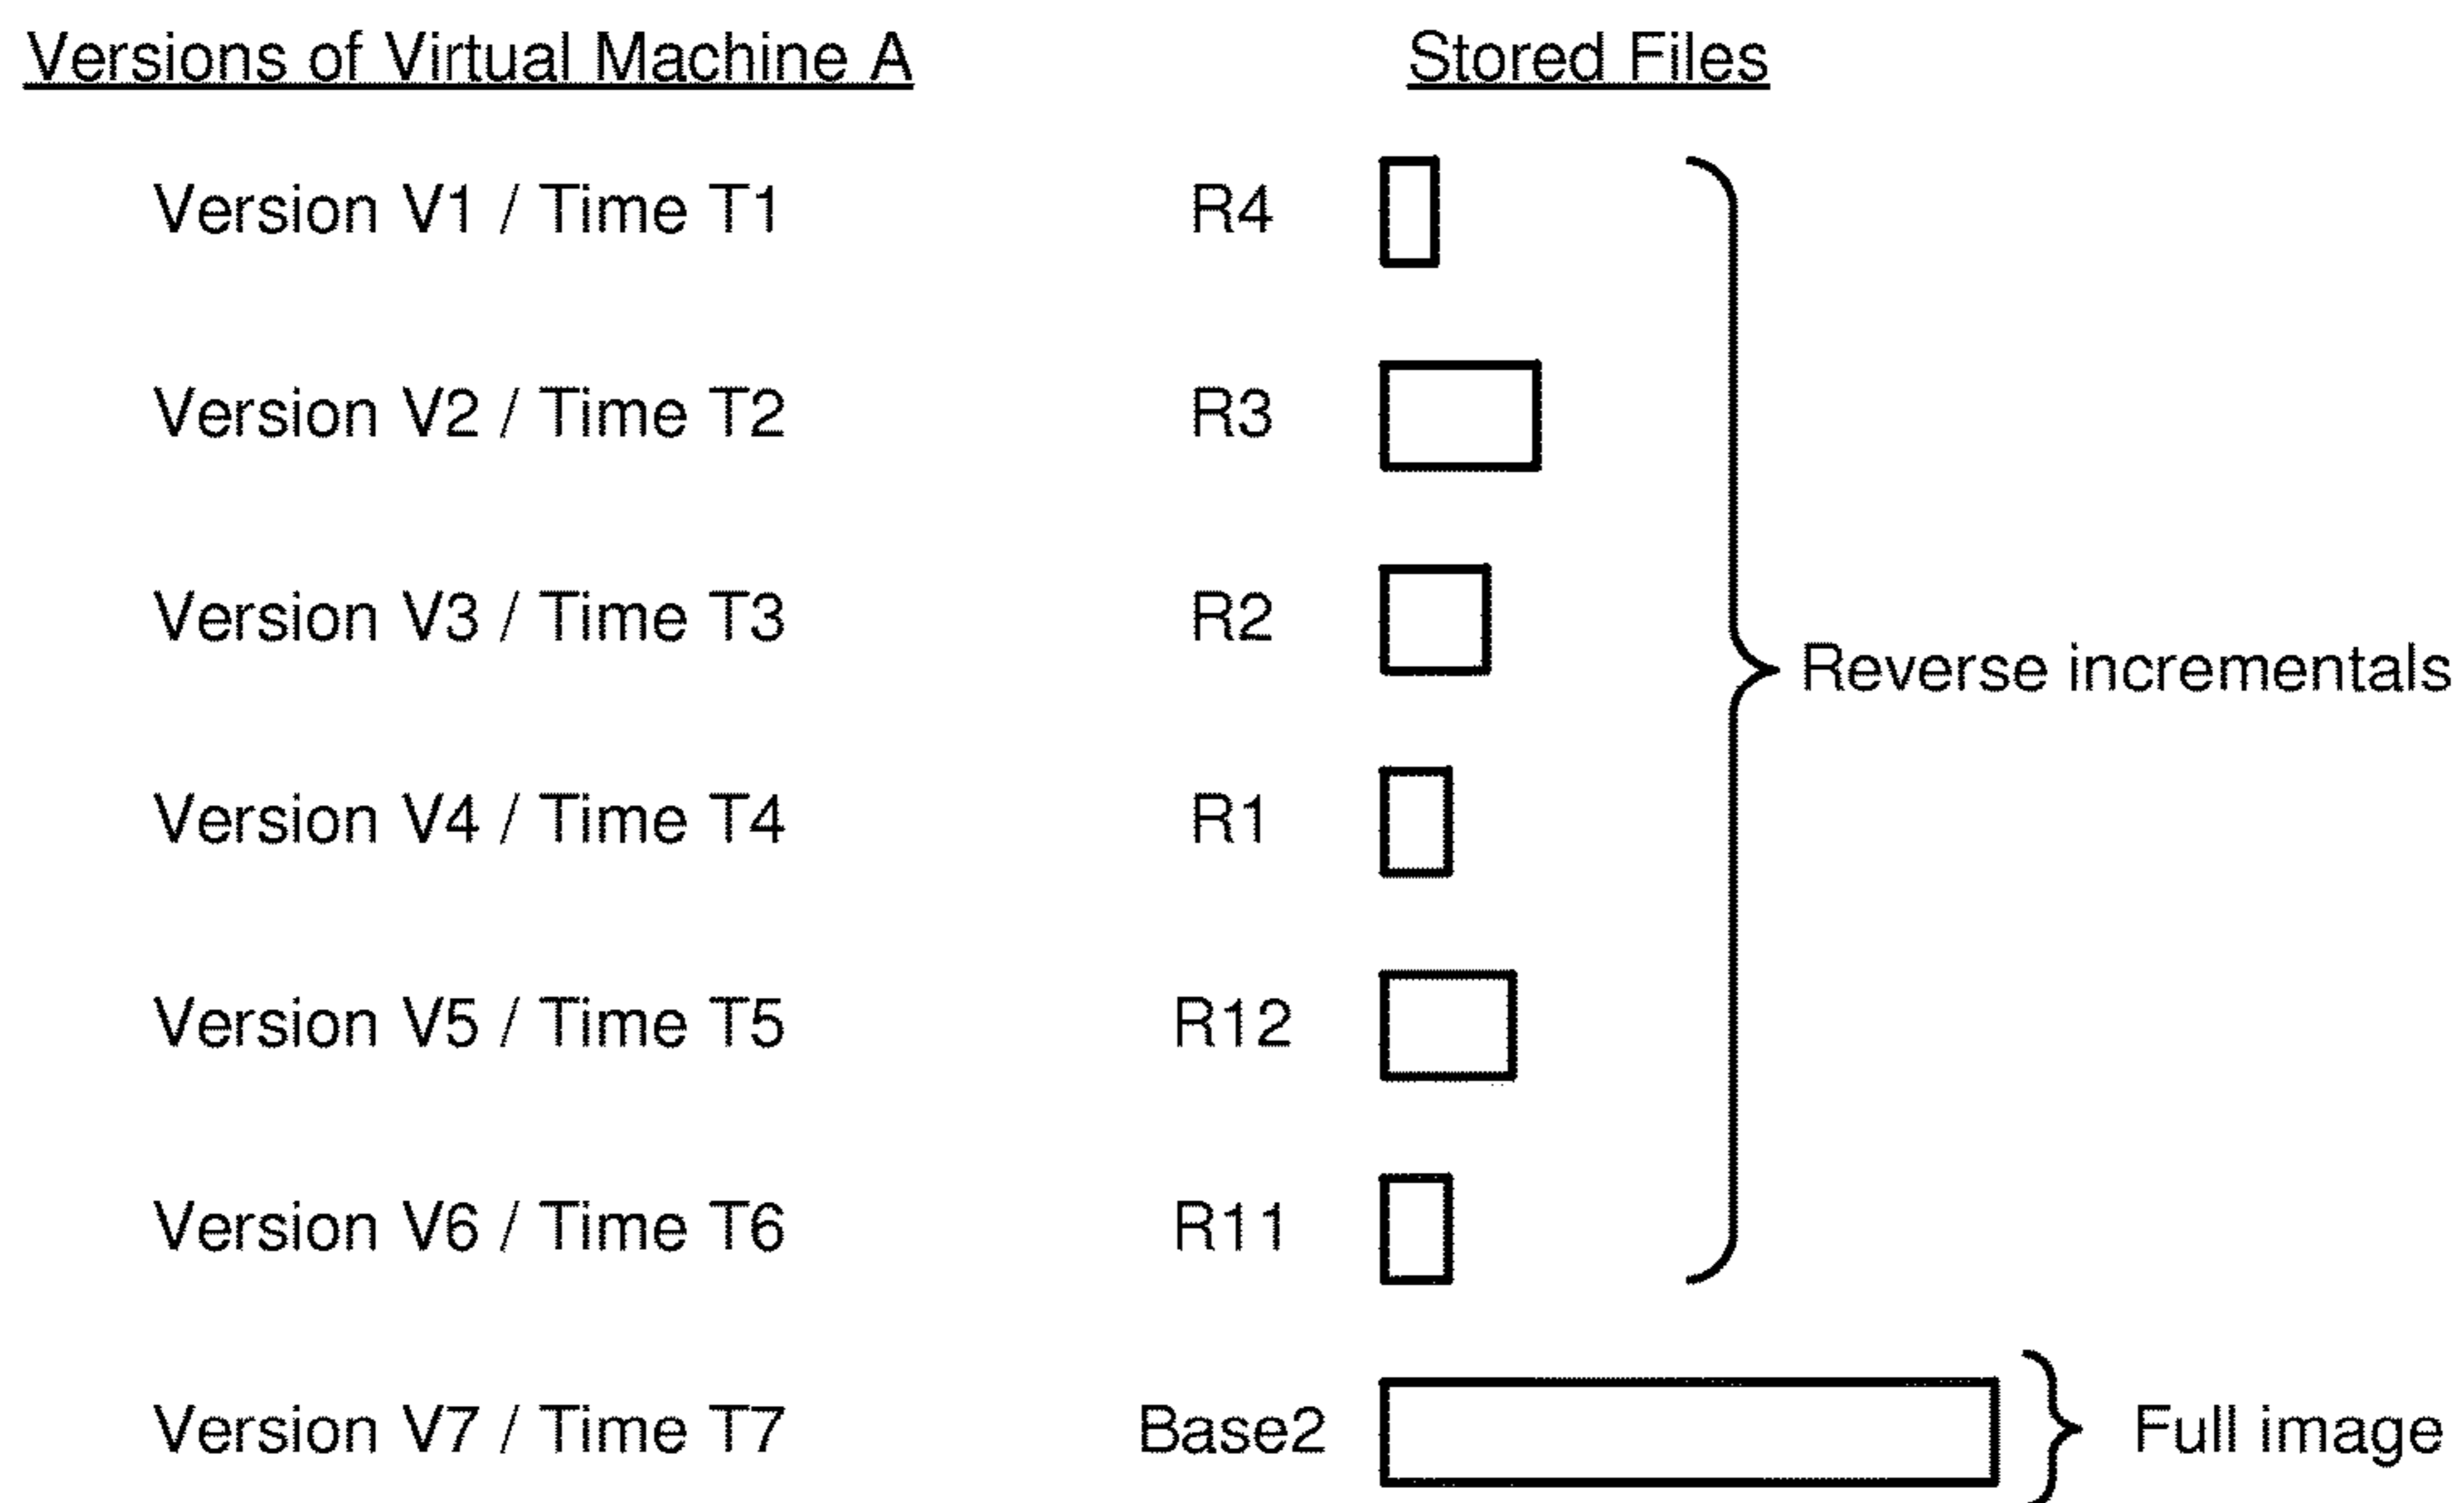 Versions of Virtual Machine A Stored Files
Version V1 / Time T1 R4
Version V2 / Time T2 R3
Version V3 / Time T3 R2
Reverse incrementals
Version V4 / Time T4 R1
Version V5 / Time T5 R12
Version V6 / Time T6 R11
Version V7 / Time T7 Base2 Full image